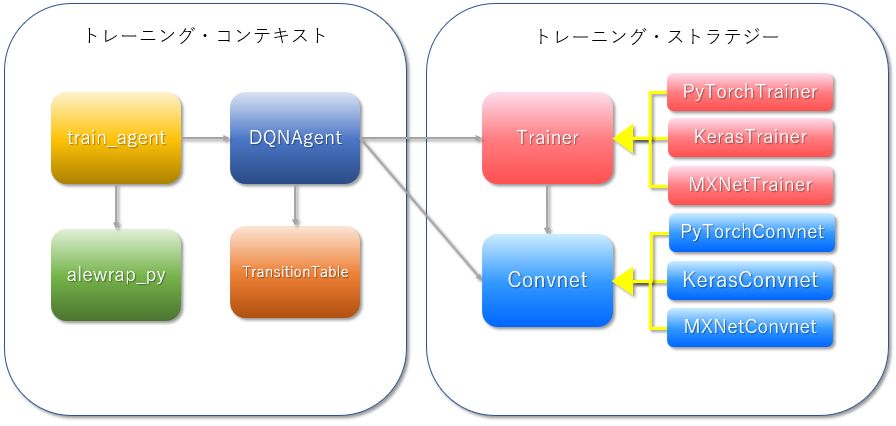 トレーニング・コンテキスト
トレーニング・ストラテジー
train_agent
DQNAgent
alewrap_py
TransitionTable
Trainer
PyTorchTrainer
KerasTrainer
MXNetTrainer
Convnet
PyTorchConvnet
KerasConvnet
MXNetConvnet